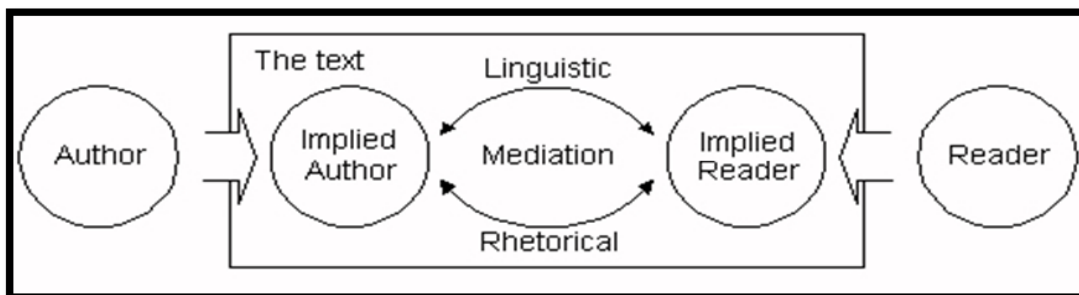 The text
Linguistic
Author
Implied
Author
Mediation
Implied
Reader
Reader
Rhetorical